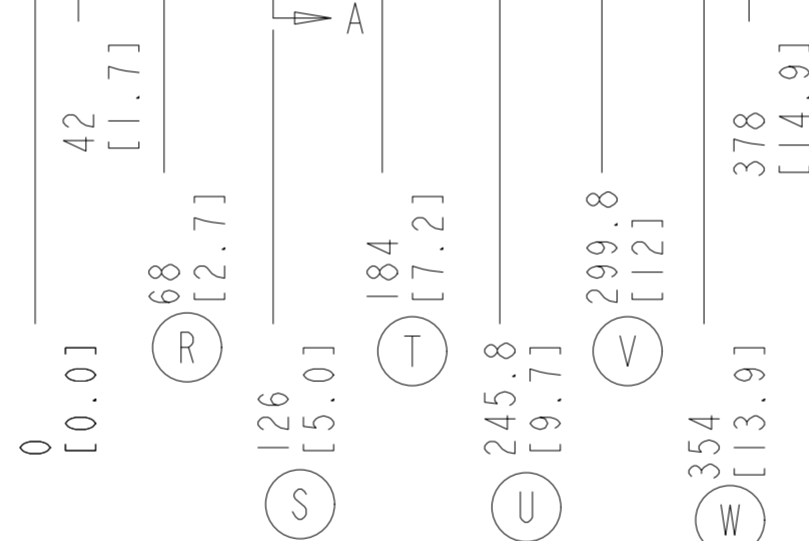 A
42
[1.7]
378
[14.9]
68
[2.7]
184
[7.2]
299.8
[12]
R
T
V
0
[0.0]
126
[5.0]
245.8
[9.7]
354
[13.9]
S
U
W